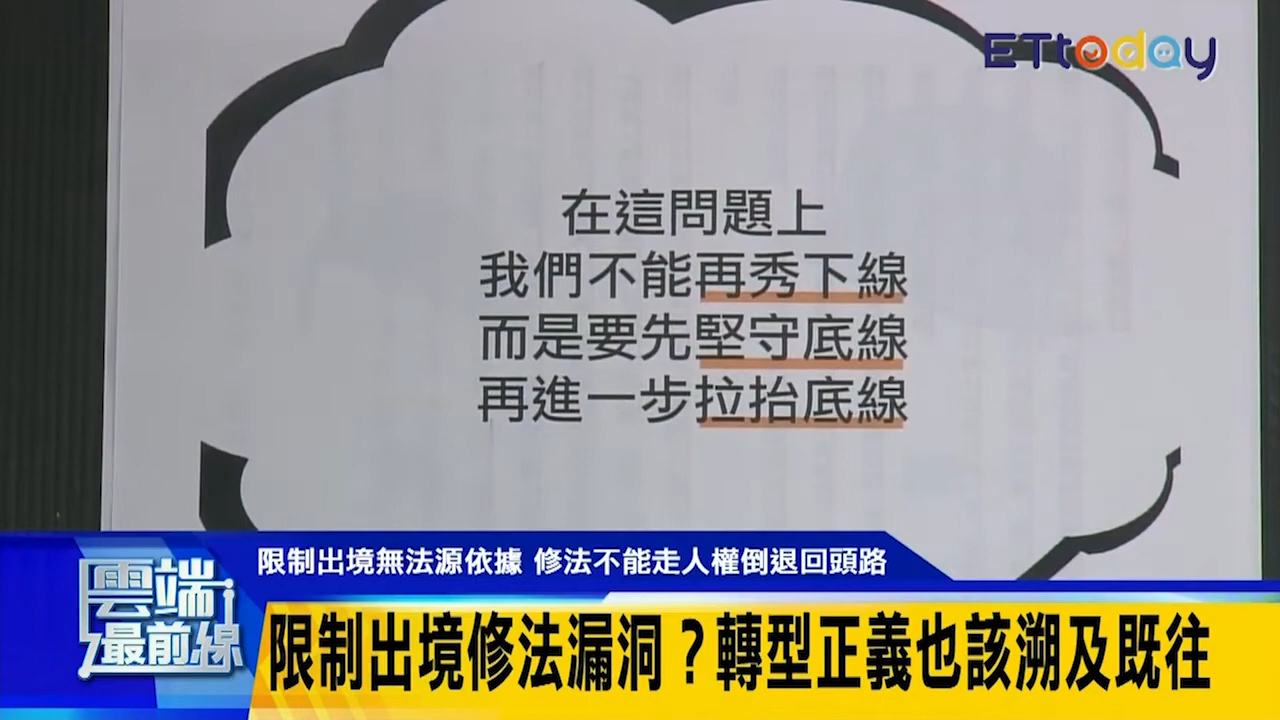 ETtoday
在這問題上
我們不能再秀下線
而是要先堅守底線
再進一步拉抬底線
限制出境無法源依據 修法不能走人權倒退回頭路
雲端
最前線
限制出境修法漏洞？轉型正義也該溯及既往